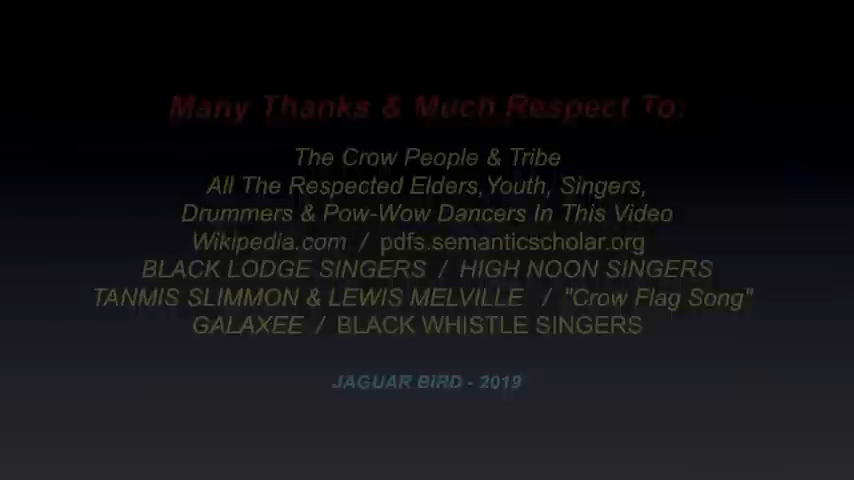 Many Thanks & Much Respect To:
The Crow People & Tribe
All The Respected Elders,Youth, Singers,
Drummers & Pow-Wow Dancers In This Video
Wikipedia.com / pdfs.semanticscholar.org
BLACK LODGE SINGERS / HIGH NOON SINGERS
TANMIS SLIMMON & LEWIS MELVILLE / "Crow Flag Song"
GALAXEE / BLACK WHISTLE SINGERS
JAGUAR BIRD - 2019